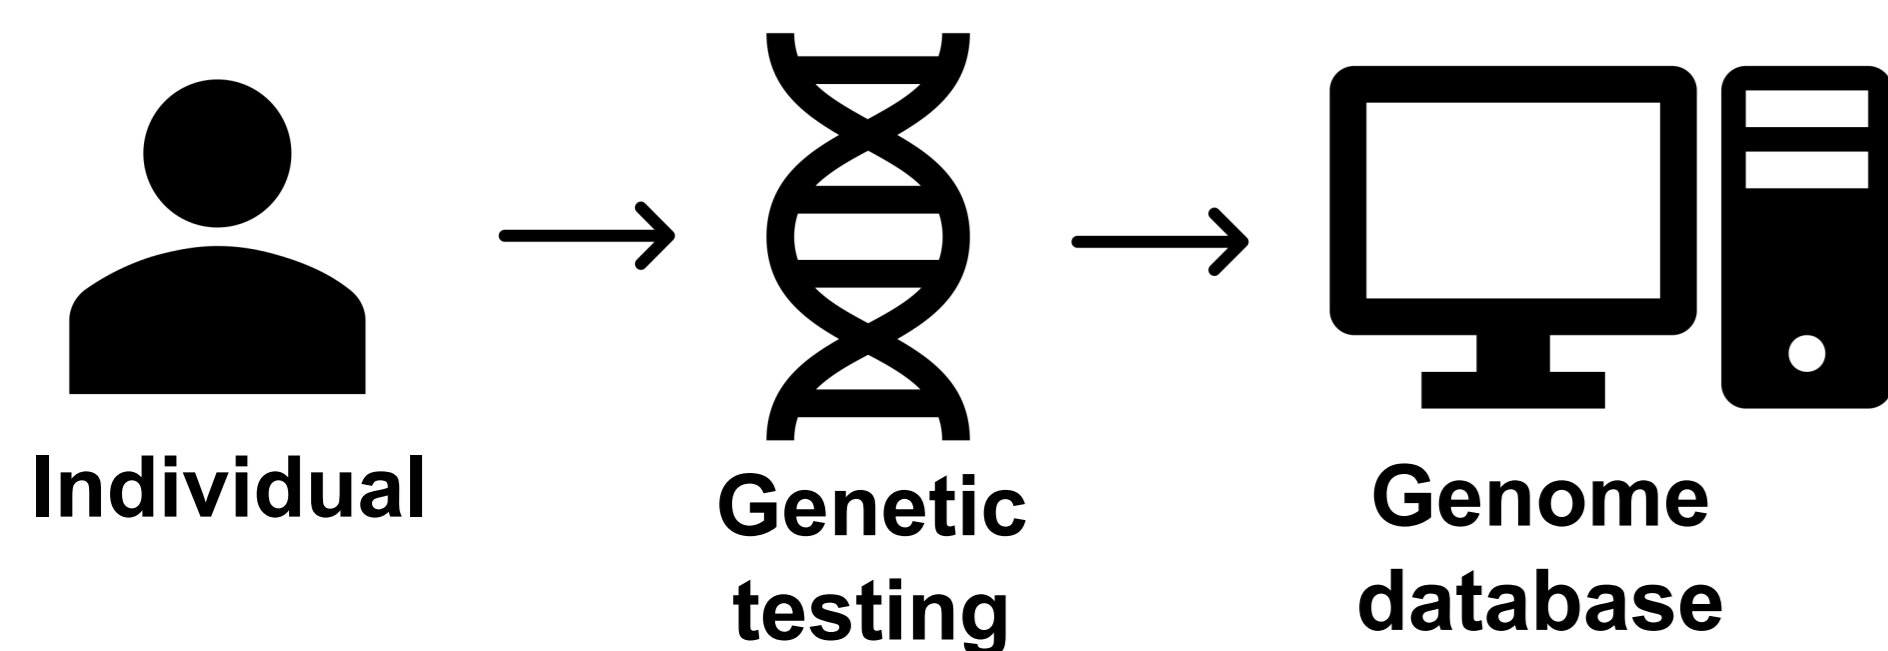 Individual
Genetic
testing
Genome
database